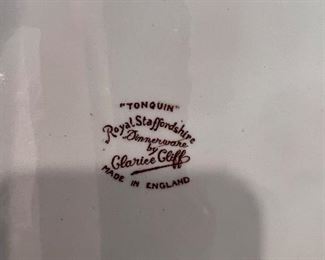 "TONQUIN"
Royal Staffordshire
Dinnerware
by
Clarice Cliff
MADE IN ENGLAND